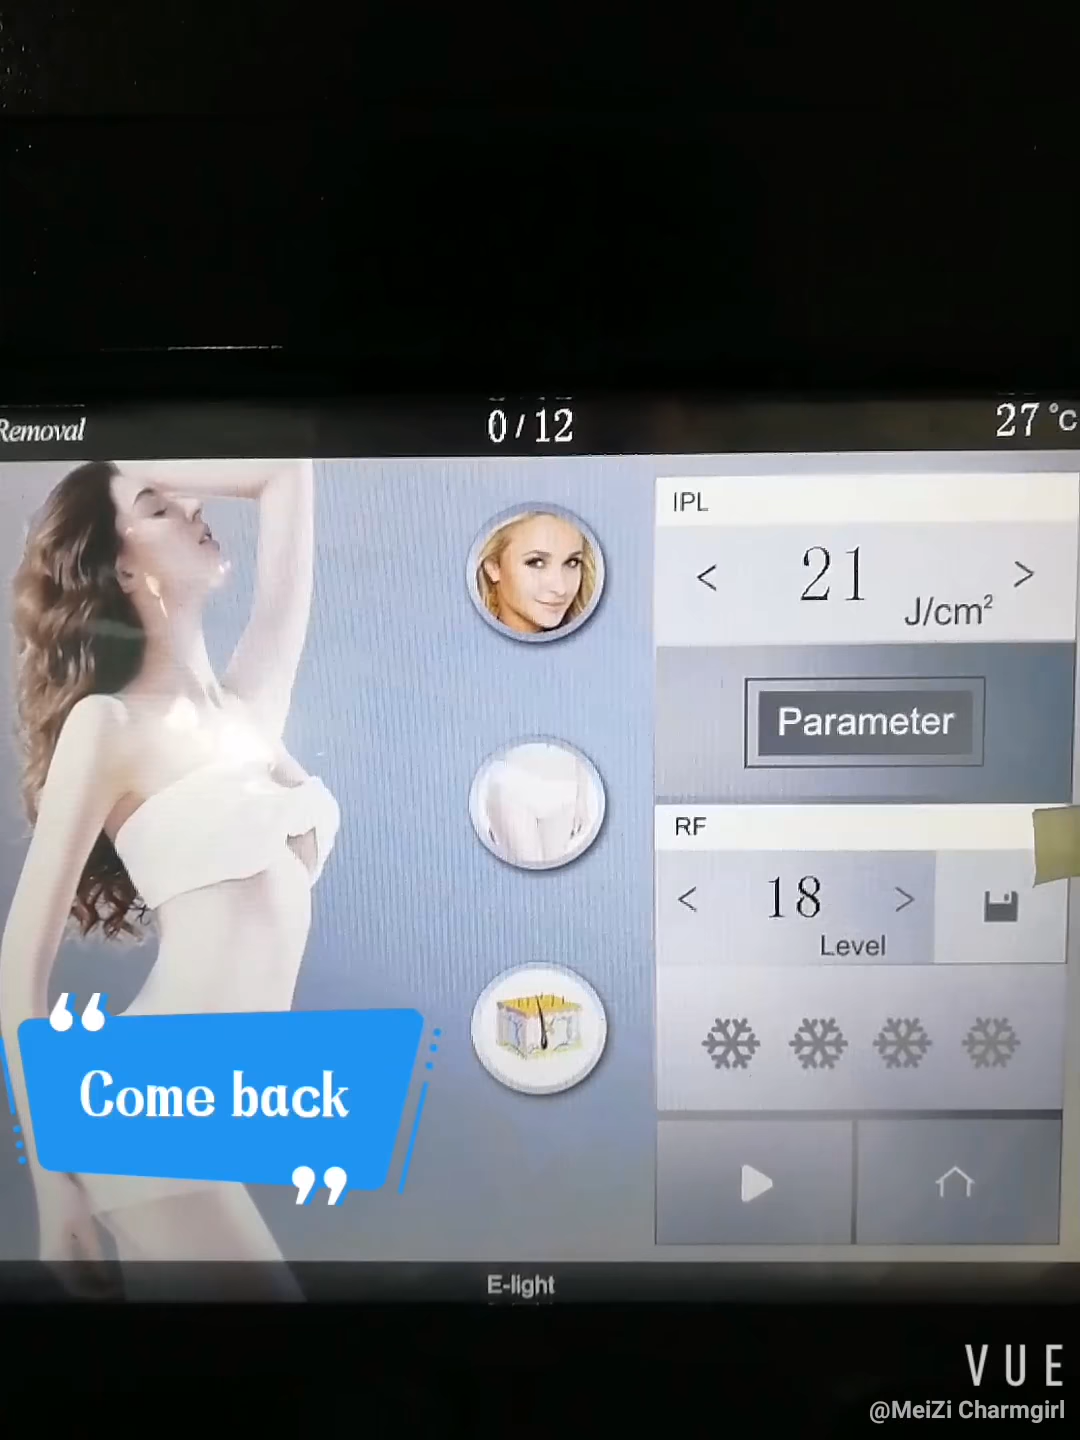 Removal
0/12
27 °C
IPL
< 21 >
J/cm²
Parameter
RF
< 18 >
Level
“
Come back
”
E-light
VUE
@MeiZi Charmgirl